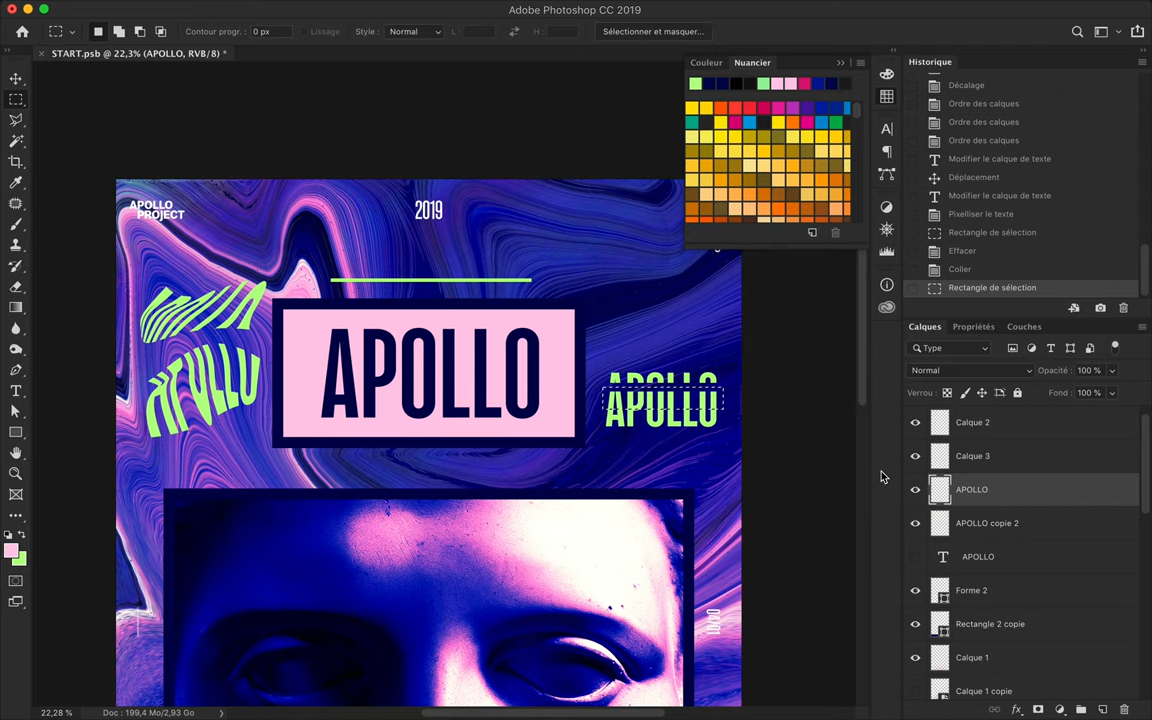 Adobe Photoshop CC 2019
Contour progr. : 0 px
Lissage
Style : Normal
L. :
H. :
Sélectionner et masquer...
START.psb @ 22,3% (APOLLO, RVB/8) *
Couleur
Nuancier
Historique
Décalage
Ordre des calques
Ordre des calques
Ordre des calques
Modifier le calque de texte
Déplacement
Modifier le calque de texte
Pixelliser le texte
Rectangle de sélection
Effacer
Coller
Rectangle de sélection
APOLLO
PROJECT
2019
APOLLO
APOLLO
APOLLO
04/01
Calques
Propriétés
Couches
Type
Normal
Opacité : 100 %
Verrou :
Fond : 100 %
Calque 2
Calque 3
APOLLO
APOLLO copie 2
APOLLO
Forme 2
Rectangle 2 copie
Calque 1
Calque 1 copie
22,28 %
Doc : 199,4 Mo/2,93 Go